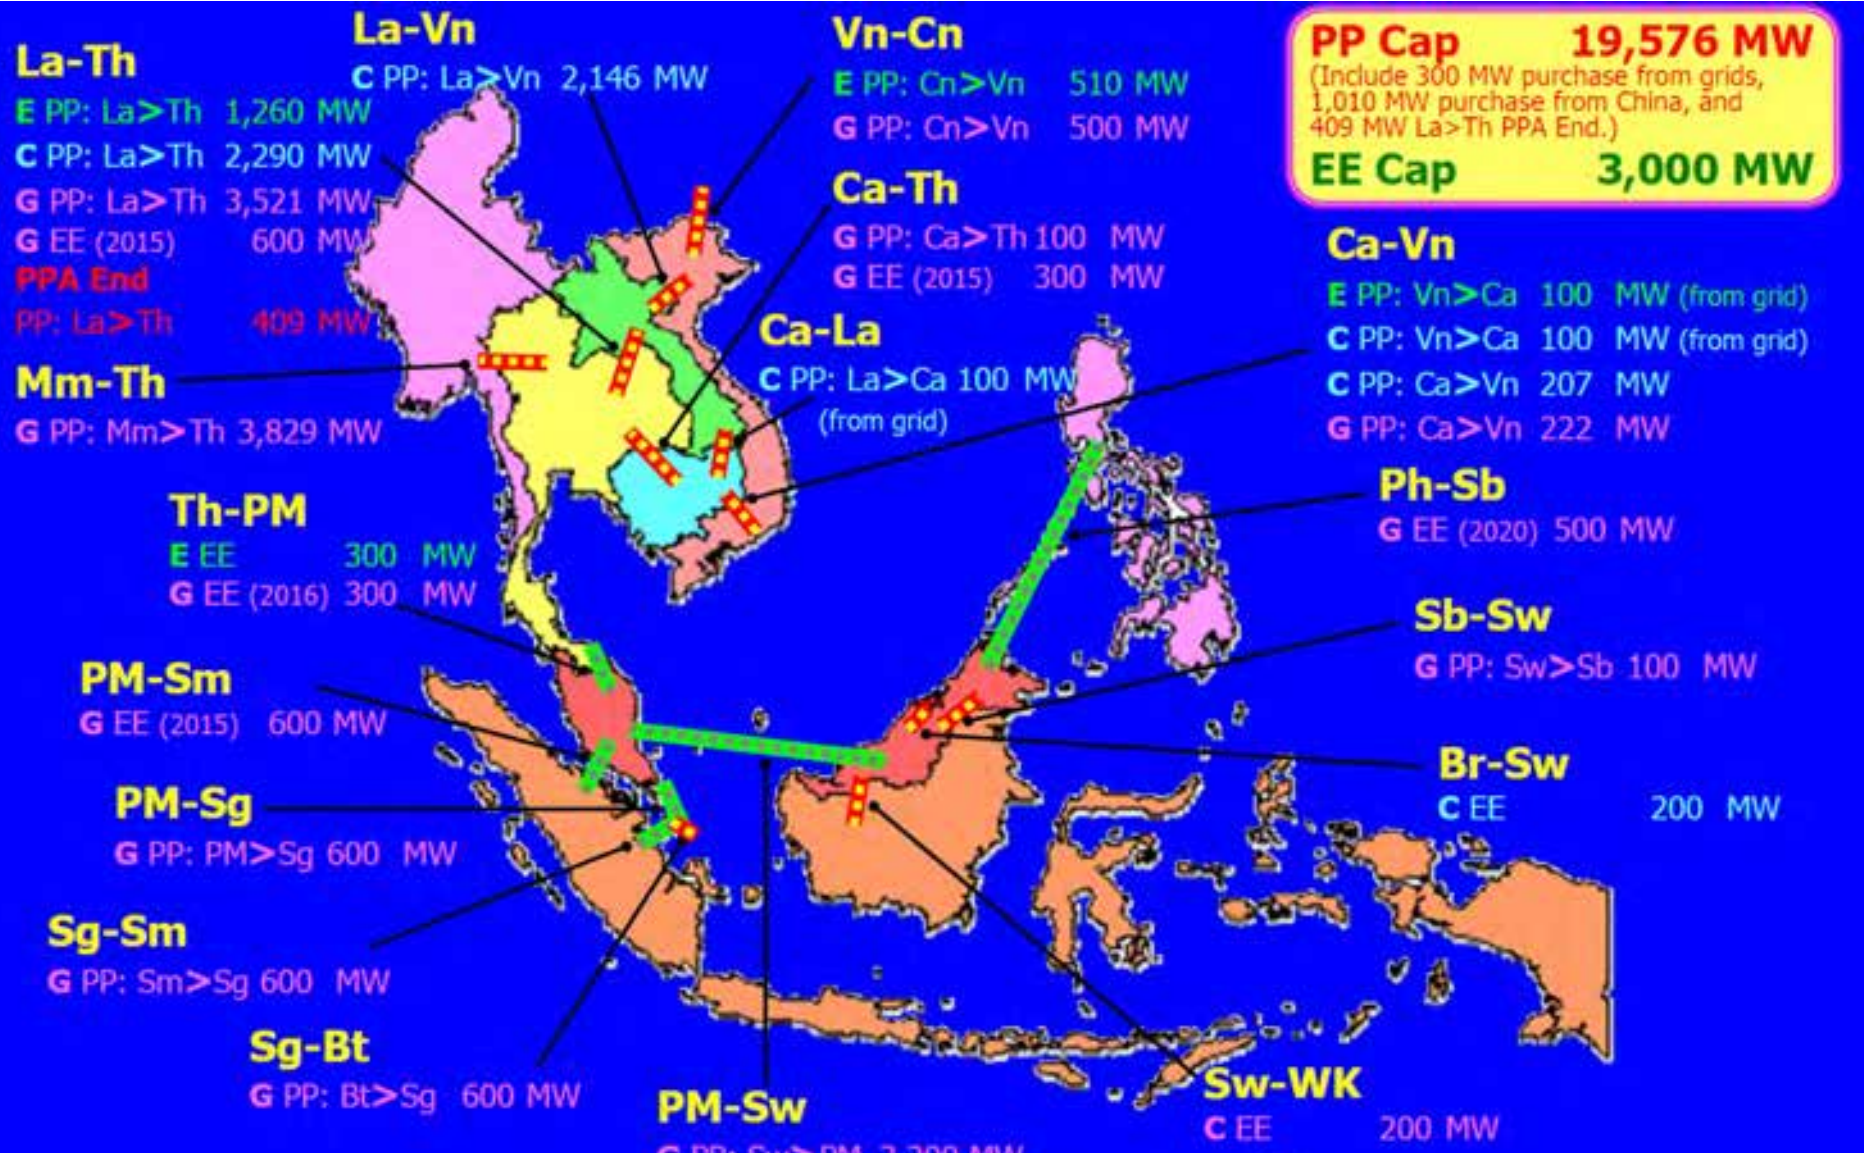 La-Th
E PP: La>Th 1,260 MW
C PP: La>Th 2,290 MW
G PP: La>Th 3,521 MW
G EE (2015) 600 MW
PPA End
PP: La>Th 409 MW
Mm-Th
G PP: Mm>Th 3,829 MW
La-Vn
C PP: La>Vn 2,146 MW
Vn-Cn
E PP: Cn>Vn 510 MW
G PP: Cn>Vn 500 MW
Ca-Th
G PP: Ca>Th 100 MW
G EE (2015) 300 MW
Ca-La
C PP: La>Ca 100 MW
(from grid)
PP Cap 19,576 MW
(Include 300 MW purchase from grids,
1,010 MW purchase from China, and
409 MW La>Th PPA End.)
EE Cap 3,000 MW
Ca-Vn
E PP: Vn>Ca 100 MW (from grid)
C PP: Vn>Ca 100 MW (from grid)
C PP: Ca>Vn 207 MW
G PP: Ca>Vn 222 MW
Ph-Sb
G EE (2020) 500 MW
Sb-Sw
G PP: Sw>Sb 100 MW
Br-Sw
C EE 200 MW
Th-PM
E EE 300 MW
G EE (2016) 300 MW
PM-Sm
G EE (2015) 600 MW
PM-Sg
G PP: PM>Sg 600 MW
Sg-Sm
G PP: Sm>Sg 600 MW
Sg-Bt
G PP: Bt>Sg 600 MW
PM-Sw
G PP: Sw>PM MW
Sw-WK
C EE 200 MW